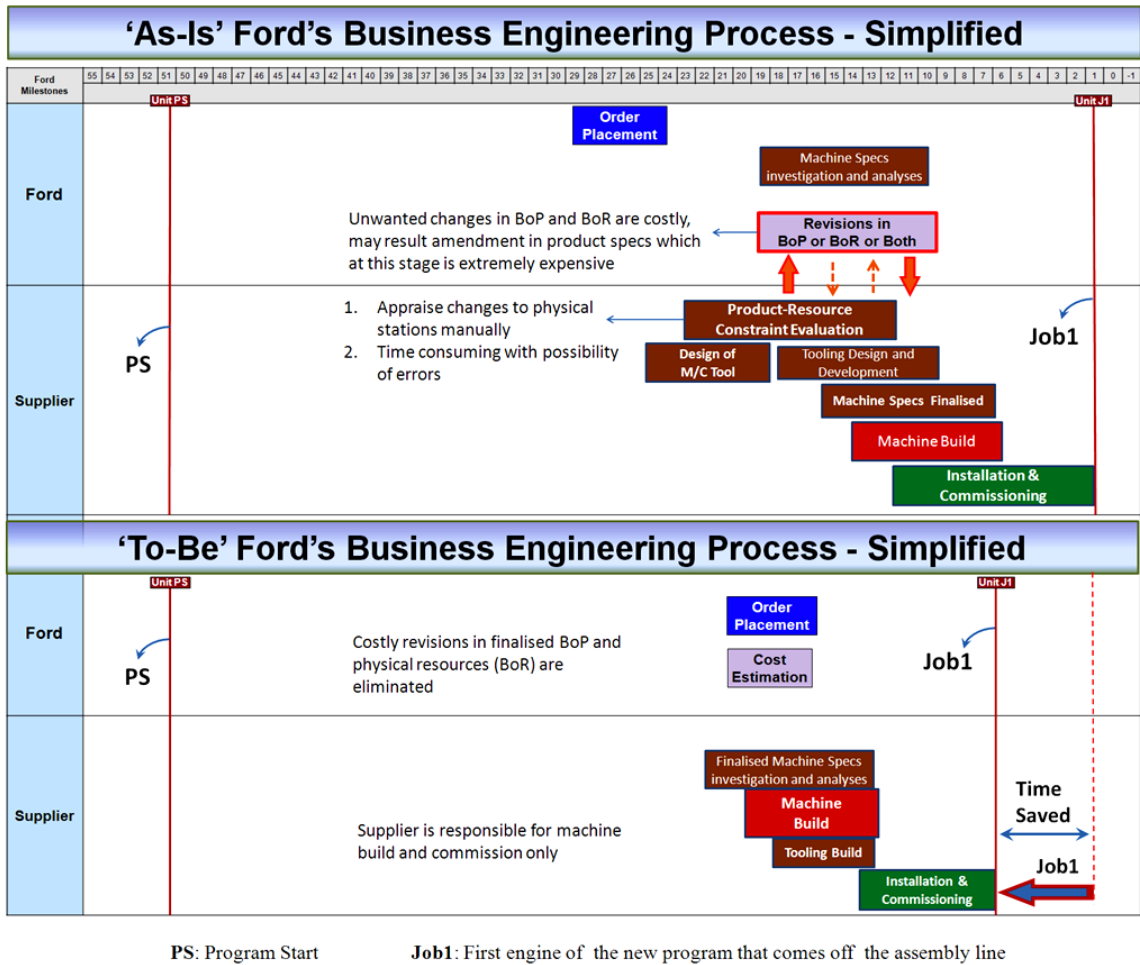 'As-Is' Ford's Business Engineering Process - Simplified
Ford Milestones
55 54 53 52 51 50 49 48 47 46 45 44 43 42 41 40 39 38 37 36 35 34 33 32 31 30 29 28 27 26 25 24 23 22 21 20 19 18 17 16 15 14 13 12 11 10 9 8 7 6 5 4 3 2 1 0 -1
Unit PS
Unit J1
Order
Placement
Machine Specs
investigation and analyses
Ford
Unwanted changes in BoP and BoR are costly,
may result amendment in product specs which
at this stage is extremely expensive
Revisions in
BoP or BoR or Both
1. Appraise changes to physical
stations manually
2. Time consuming with possibility
of errors
Product-Resource
Constraint Evaluation
PS
Job1
Design of
M/C Tool
Tooling Design and
Development
Supplier
Machine Specs Finalised
Machine Build
Installation &
Commissioning
'To-Be' Ford's Business Engineering Process - Simplified
Unit PS
Unit J1
Ford
Order
Placement
Costly revisions in finalised BoP and
physical resources (BoR) are
eliminated
Cost
Estimation
PS
Job1
Finalised Machine Specs
investigation and analyses
Supplier
Machine
Build
Time
Saved
Supplier is responsible for machine
build and commission only
Tooling Build
Job1
Installation &
Commissioning
PS: Program Start
Job1: First engine of the new program that comes off the assembly line